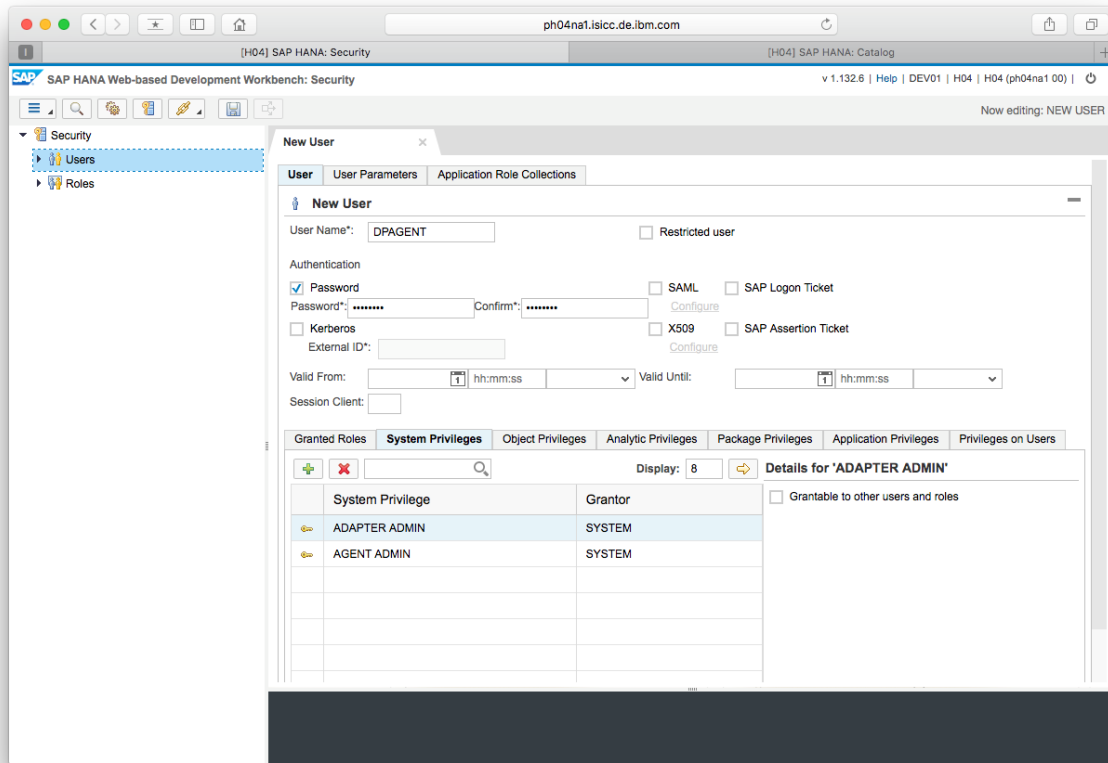 ph04na1.isicc.de.ibm.com
[H04] SAP HANA: Security
[H04] SAP HANA: Catalog
SAP SAP HANA Web-based Development Workbench: Security
v 1.132.6 | Help | DEV01 | H04 | H04 (ph04na1 00) |
Now editing: NEW USER
Security
Users
Roles
New User
User User Parameters Application Role Collections
New User
User Name*: DPAGENT Restricted user
Authentication
Password SAML SAP Logon Ticket
Password*: •••••••• Confirm*: •••••••• Configure
Kerberos X509 SAP Assertion Ticket
External ID*: Configure
Valid From: 1 hh:mm:ss Valid Until: 1 hh:mm:ss
Session Client:
Granted Roles System Privileges Object Privileges Analytic Privileges Package Privileges Application Privileges Privileges on Users
Display: 8 Details for 'ADAPTER ADMIN'
System Privilege Grantor Grantable to other users and roles
ADAPTER ADMIN SYSTEM
AGENT ADMIN SYSTEM